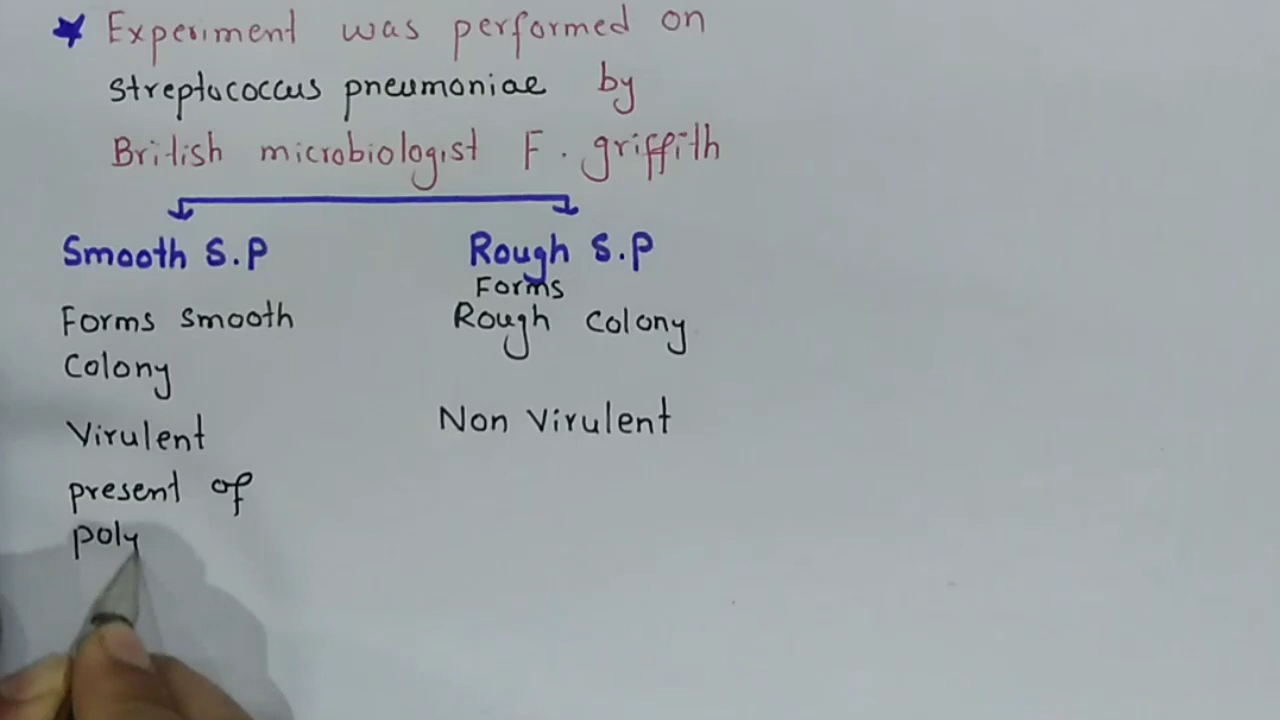 Experiment was performed on
Streptococcus pneumoniae by
British microbiologist F. griffith
Smooth S.P
Forms smooth
Colony
Virulent
present of
poly
Rough S.P
Forms
Rough Colony
Non Virulent